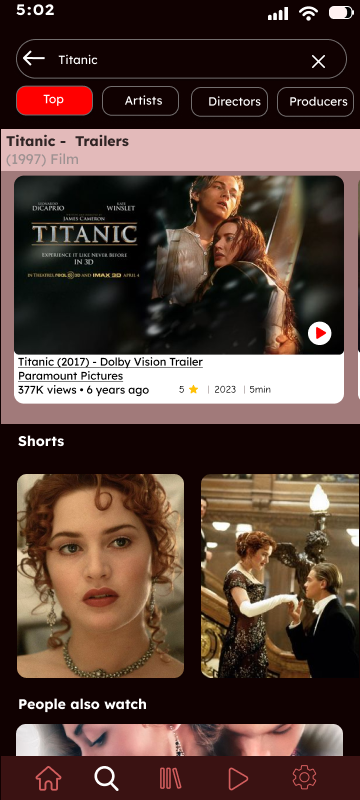 5:02
Titanic
Top
Artists
Directors
Producers
Titanic - Trailers
(1997) Film
LEONARDO
DiCAPRIO
KATE
WINSLET
JAMES CAMERON
TITANIC
EXPERIENCE IT LIKE NEVER BEFORE
IN 3D
IN THEATERS, REALD 3D AND IMAX 3D APRIL 4
Titanic (2017) - Dolby Vision Trailer
Paramount Pictures
377K views • 6 years ago
5 ★ | 2023 | 5min
Shorts
People also watch